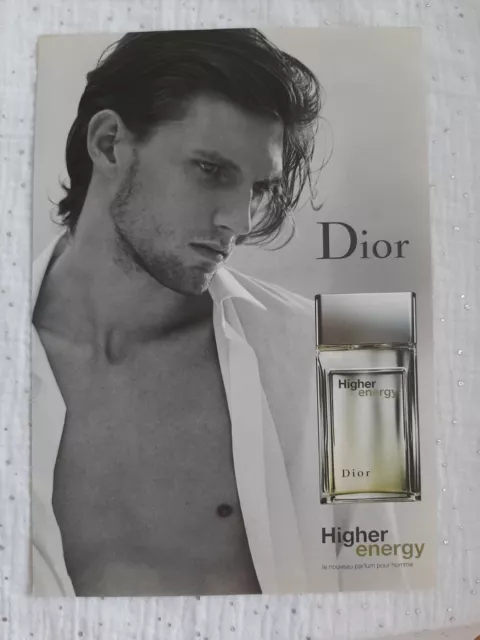 Dior
Higher
energy
Dior
Higher
energy
le nouveau parfum pour homme